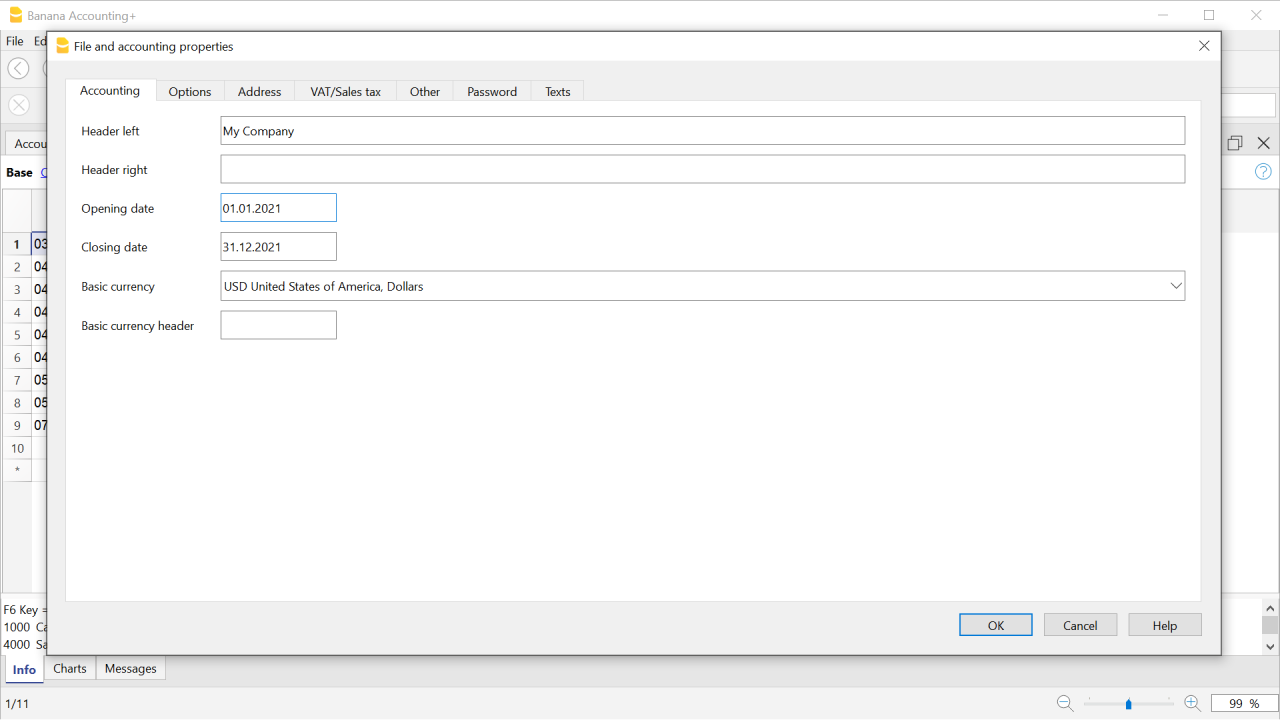 Banana Accounting+
File Ed
File and accounting properties
Accounting Options Address VAT/Sales tax Other Password Texts
Header left My Company
Header right
Opening date 01.01.2021
Closing date 31.12.2021
Basic currency USD United States of America, Dollars
Basic currency header
OK Cancel Help
Accou
Base C
1 03
2 04
3 04
4 04
5 04
6 04
7 05
8 05
9 07
10
*
F6 Key =
1000 Ca
4000 Sa
Info Charts Messages
1/11
99 %